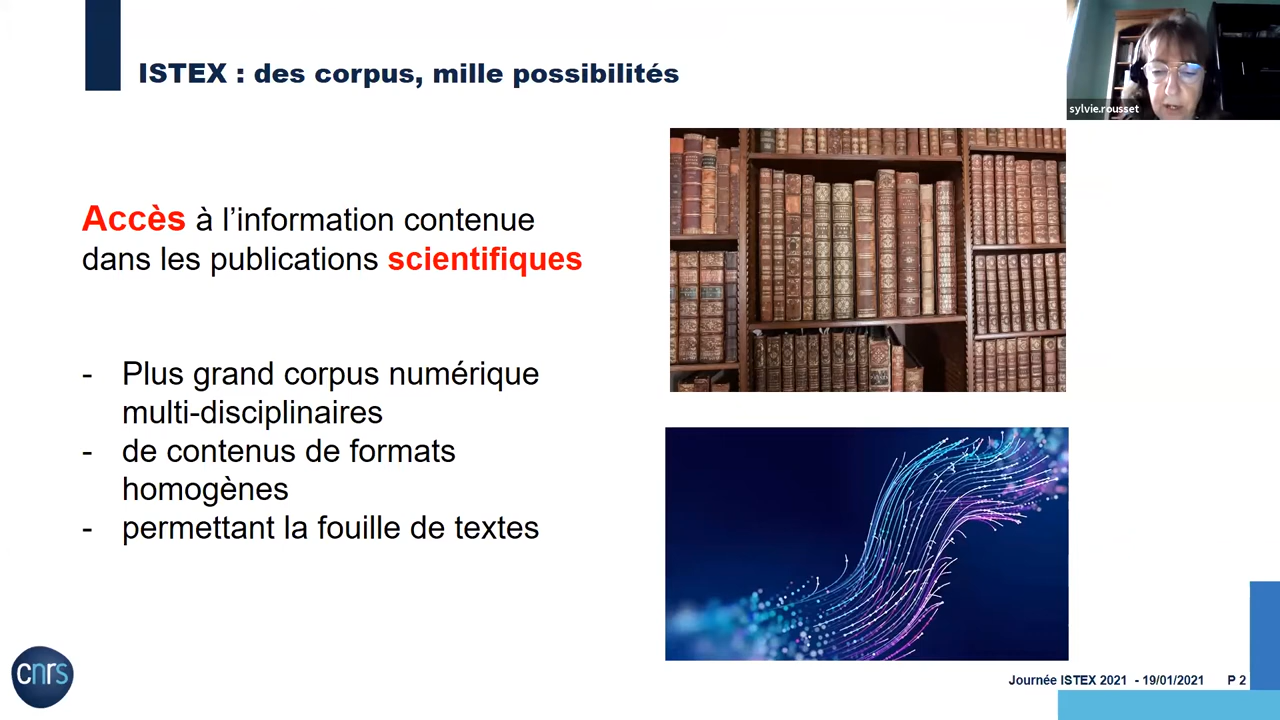 ISTEX : des corpus, mille possibilités
sylvie.rousset
Accès à l’information contenue
dans les publications scientifiques
- Plus grand corpus numérique
multi-disciplinaires
- de contenus de formats
homogènes
- permettant la fouille de textes
cnrs
Journée ISTEX 2021 - 19/01/2021 P 2